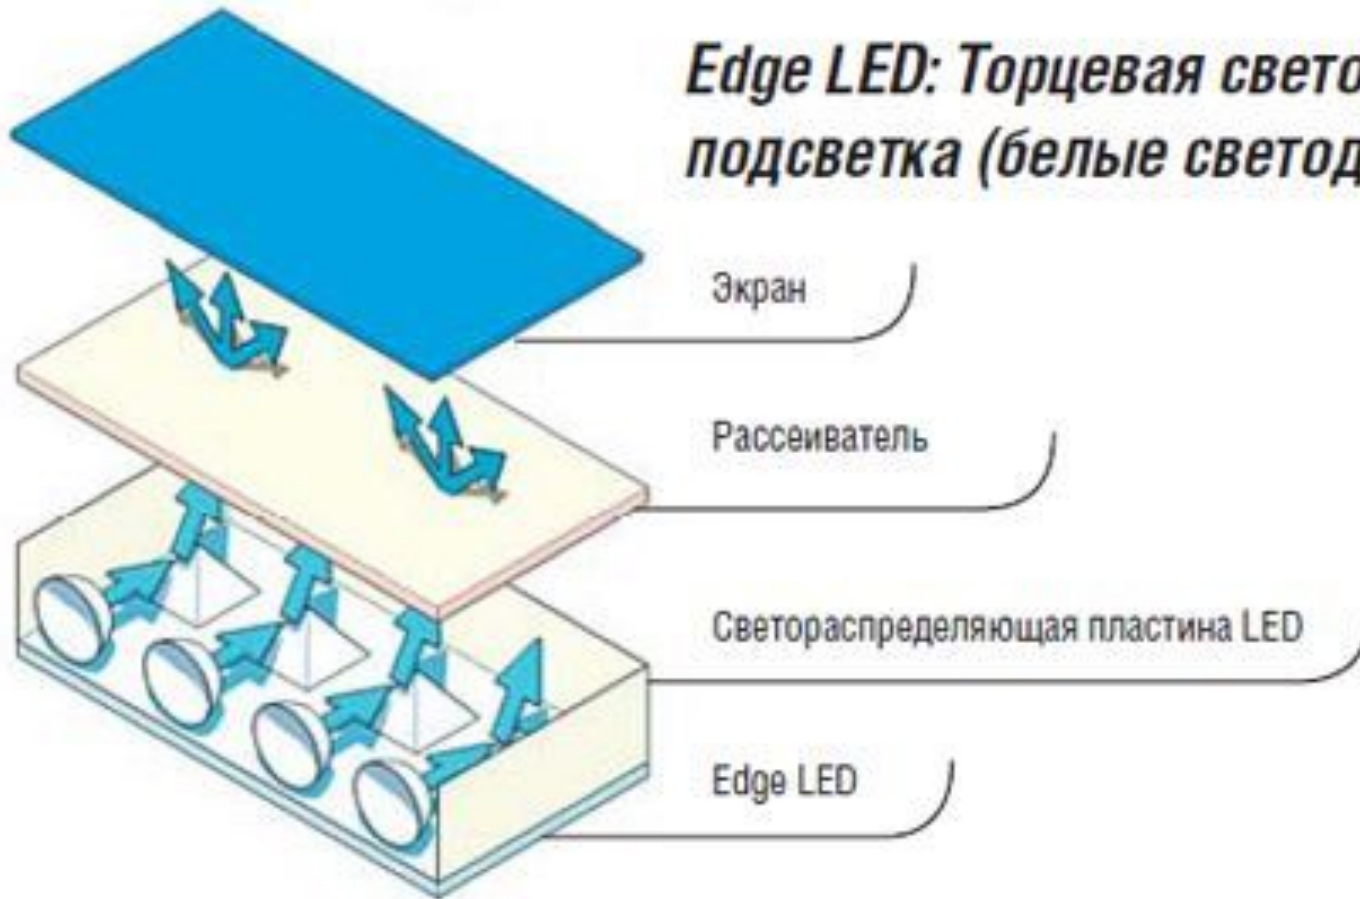 Edge LED: Торцевая свето
подсветка (белые светод
Экран
Рассеиватель
Светораспределяющая пластина LED
Edge LED